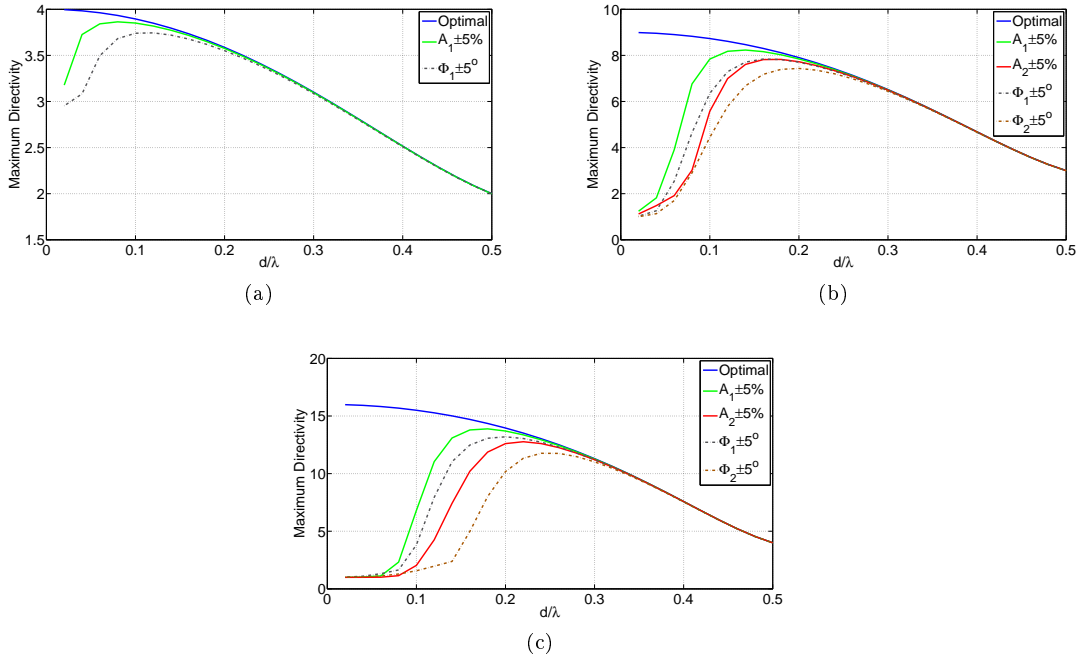 4
3.5
3
2.5
2
1.5
Maximum Directivity
0 0.1 0.2 0.3 0.4 0.5
d/λ
Optimal
A₁±5%
Φ₁±5°
(a)
10
8
6
4
2
0
Maximum Directivity
0 0.1 0.2 0.3 0.4 0.5
d/λ
Optimal
A₁±5%
A₂±5%
Φ₁±5°
Φ₂±5°
(b)
20
15
10
5
0
Maximum Directivity
0 0.1 0.2 0.3 0.4 0.5
d/λ
Optimal
A₁±5%
A₂±5%
Φ₁±5°
Φ₂±5°
(c)